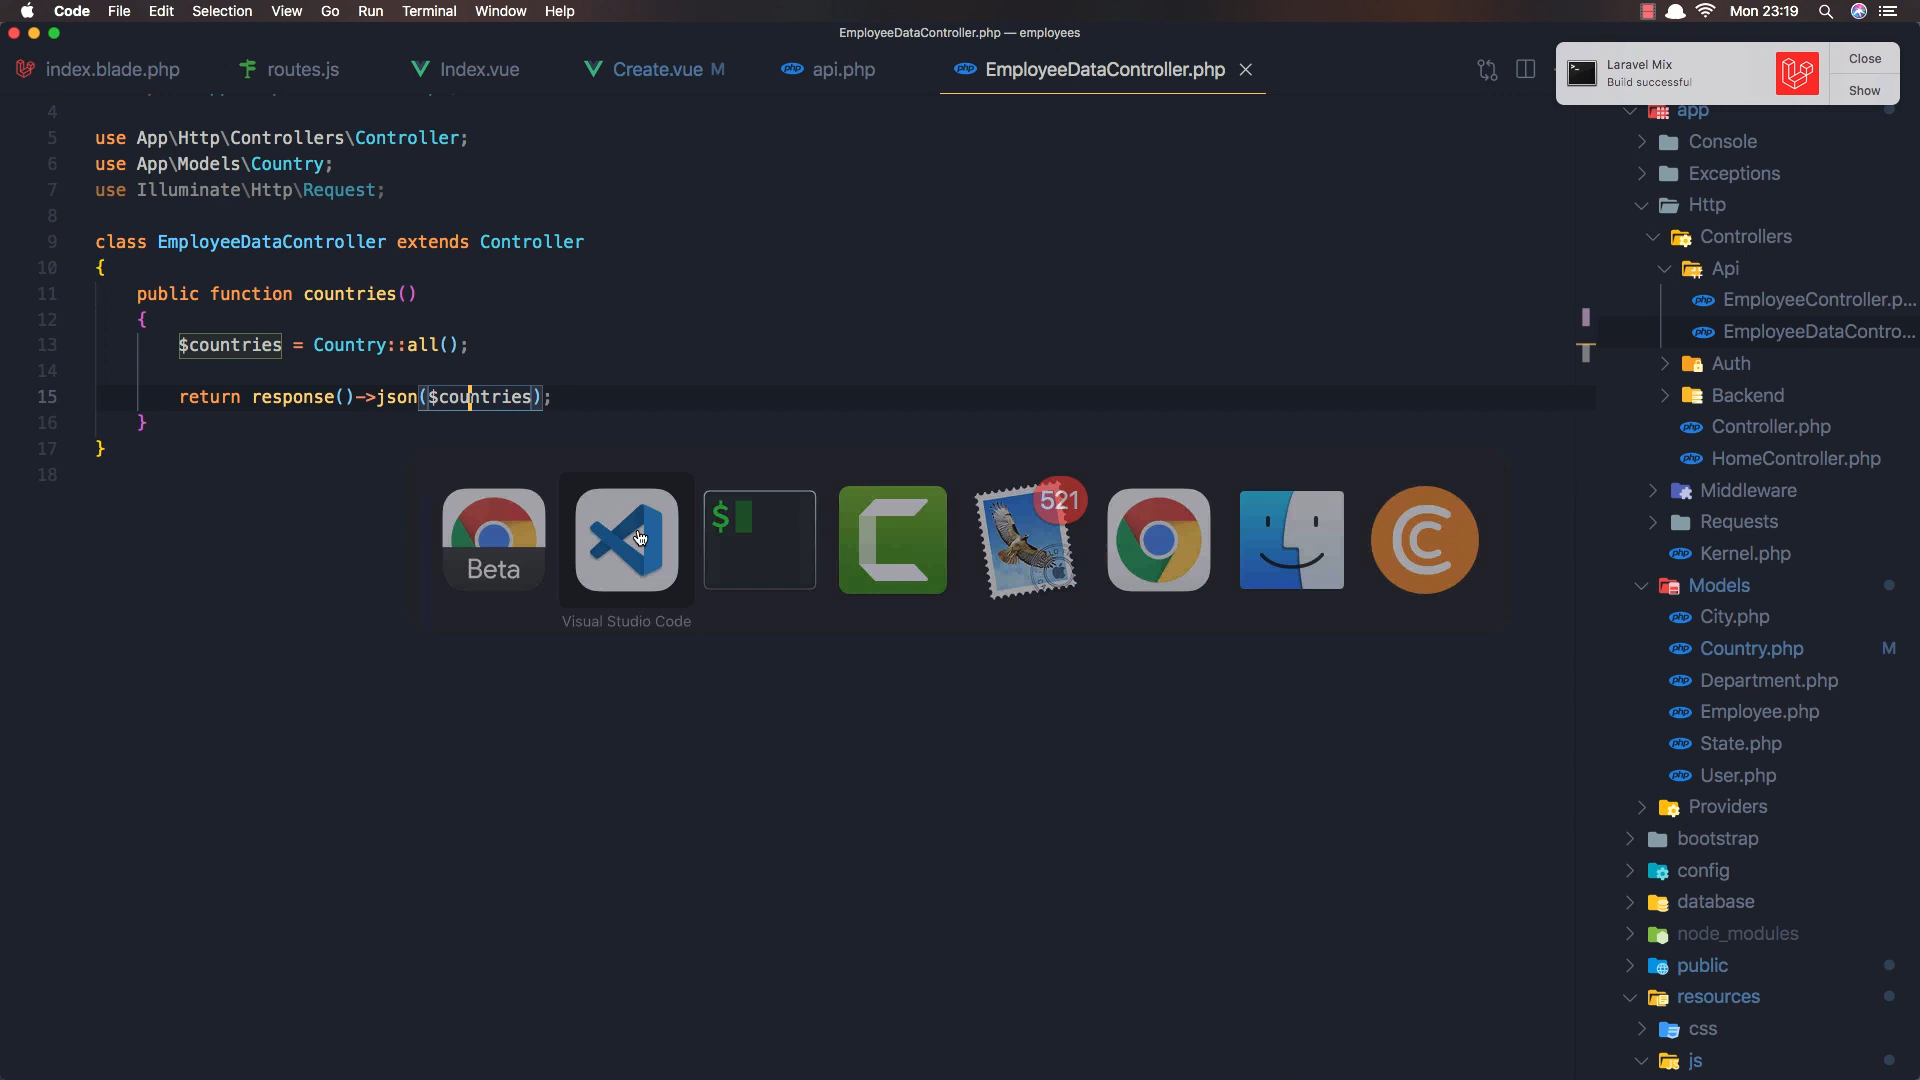 Code File Edit Selection View Go Run Terminal Window Help Mon 23:19
EmployeeDataController.php — employees
index.blade.php routes.js Index.vue Create.vue M api.php EmployeeDataController.php
Laravel Mix
Build successful
Close
Show
4
5 use App\Http\Controllers\Controller;
6 use App\Models\Country;
7 use Illuminate\Http\Request;
8
9 class EmployeeDataController extends Controller
10 {
11 public function countries()
12 {
13 $countries = Country::all();
14
15 return response()->json($countries);
16 }
17 }
18
$
Beta
521
Visual Studio Code
app
Console
Exceptions
Http
Controllers
Api
EmployeeController.p...
EmployeeDataContro...
Auth
Backend
Controller.php
HomeController.php
Middleware
Requests
Kernel.php
Models
City.php
Country.php M
Department.php
Employee.php
State.php
User.php
Providers
bootstrap
config
database
node_modules
public
resources
css
js